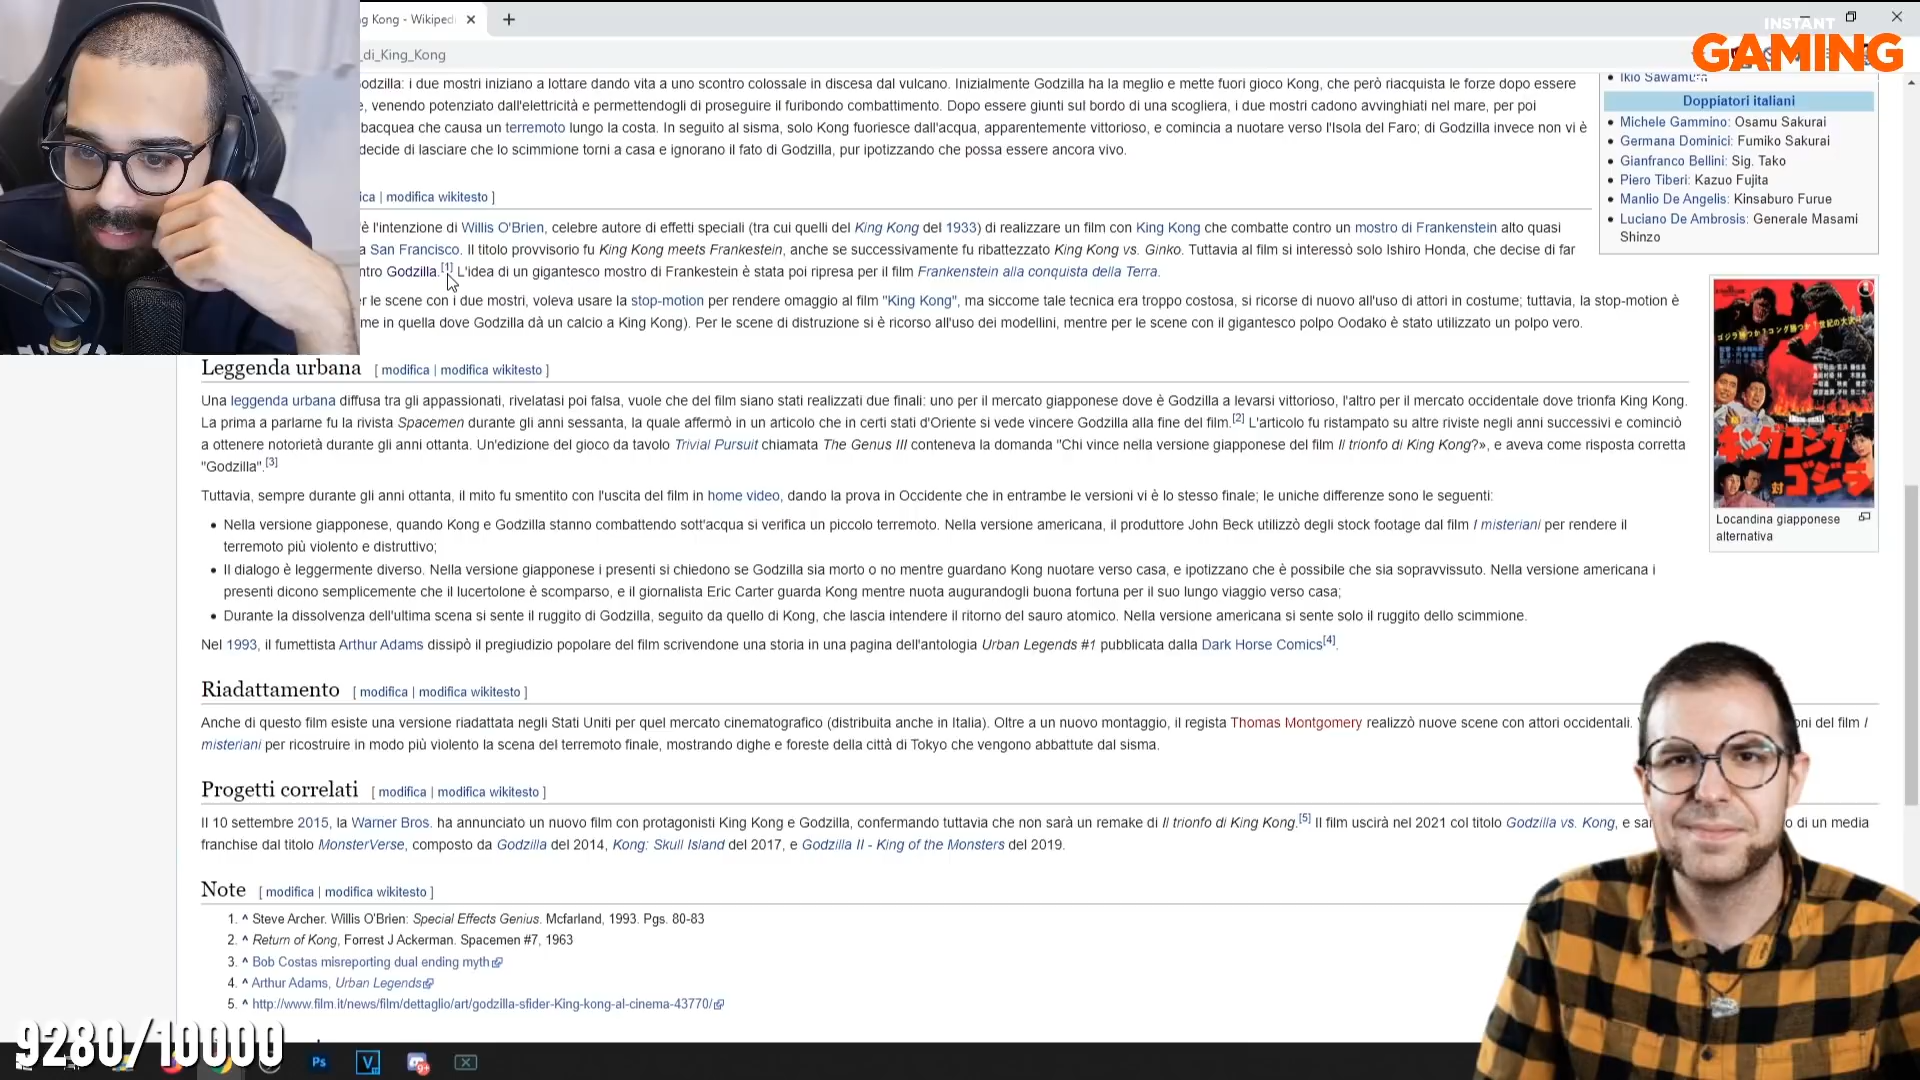 ng Kong - Wikiped
INSTANT
GAMING
_di_King_Kong
odzilla: i due mostri iniziano a lottare dando vita a uno scontro colossale in discesa dal vulcano. Inizialmente Godzilla ha la meglio e mette fuori gioco Kong, che però riacquista le forze dopo essere
, venendo potenziato dall'elettricità e permettendogli di proseguire il furibondo combattimento. Dopo essere giunti sul bordo di una scogliera, i due mostri cadono avvinghiati nel mare, per poi
bacquea che causa un terremoto lungo la costa. In seguito al sisma, solo Kong fuoriesce dall'acqua, apparentemente vittorioso, e comincia a nuotare verso l'Isola del Faro; di Godzilla invece non vi è
decide di lasciare che lo scimmione torni a casa e ignorano il fato di Godzilla, pur ipotizzando che possa essere ancora vivo.
Ikio Sawamura
Doppiatori italiani
Michele Gammino: Osamu Sakurai
Germana Dominici: Fumiko Sakurai
Gianfranco Bellini: Sig. Tako
Piero Tiberi: Kazuo Fujita
Manlio De Angelis: Kinsaburo Furue
Luciano De Ambrosis: Generale Masami
Shinzo
ica | modifica wikitesto ]
'è l'intenzione di Willis O'Brien, celebre autore di effetti speciali (tra cui quelli del King Kong del 1933) di realizzare un film con King Kong che combatte contro un mostro di Frankenstein alto quasi
a San Francisco. Il titolo provvisorio fu King Kong meets Frankestein, anche se successivamente fu ribattezzato King Kong vs. Ginko. Tuttavia al film si interessò solo Ishiro Honda, che decise di far
ntro Godzilla.[1] L'idea di un gigantesco mostro di Frankestein è stata poi ripresa per il film Frankenstein alla conquista della Terra.
r le scene con i due mostri, voleva usare la stop-motion per rendere omaggio al film "King Kong", ma siccome tale tecnica era troppo costosa, si ricorse di nuovo all'uso di attori in costume; tuttavia, la stop-motion è
me in quella dove Godzilla dà un calcio a King Kong). Per le scene di distruzione si è ricorso all'uso dei modellini, mentre per le scene con il gigantesco polpo Oodako è stato utilizzato un polpo vero.
キングコング
対ゴジラ
Locandina giapponese
alternativa
Leggenda urbana [ modifica | modifica wikitesto ]
Una leggenda urbana diffusa tra gli appassionati, rivelatasi poi falsa, vuole che del film siano stati realizzati due finali: uno per il mercato giapponese dove è Godzilla a levarsi vittorioso, l'altro per il mercato occidentale dove trionfa King Kong.
La prima a parlarne fu la rivista Spacemen durante gli anni sessanta, la quale affermò in un articolo che in certi stati d'Oriente si vede vincere Godzilla alla fine del film.[2] L'articolo fu ristampato su altre riviste negli anni successivi e cominciò
a ottenere notorietà durante gli anni ottanta. Un'edizione del gioco da tavolo Trivial Pursuit chiamata The Genus III conteneva la domanda "Chi vince nella versione giapponese del film Il trionfo di King Kong?», e aveva come risposta corretta
"Godzilla".[3]
Tuttavia, sempre durante gli anni ottanta, il mito fu smentito con l'uscita del film in home video, dando la prova in Occidente che in entrambe le versioni vi è lo stesso finale; le uniche differenze sono le seguenti:
Nella versione giapponese, quando Kong e Godzilla stanno combattendo sott'acqua si verifica un piccolo terremoto. Nella versione americana, il produttore John Beck utilizzò degli stock footage dal film I misteriani per rendere il
terremoto più violento e distruttivo;
Il dialogo è leggermente diverso. Nella versione giapponese i presenti si chiedono se Godzilla sia morto o no mentre guardano Kong nuotare verso casa, e ipotizzano che è possibile che sia sopravvissuto. Nella versione americana i
presenti dicono semplicemente che il lucertolone è scomparso, e il giornalista Eric Carter guarda Kong mentre nuota augurandogli buona fortuna per il suo lungo viaggio verso casa;
Durante la dissolvenza dell'ultima scena si sente il ruggito di Godzilla, seguito da quello di Kong, che lascia intendere il ritorno del sauro atomico. Nella versione americana si sente solo il ruggito dello scimmione.
Nel 1993, il fumettista Arthur Adams dissipò il pregiudizio popolare del film scrivendone una storia in una pagina dell'antologia Urban Legends #1 pubblicata dalla Dark Horse Comics[4].
Riadattamento [ modifica | modifica wikitesto ]
Anche di questo film esiste una versione riadattata negli Stati Uniti per quel mercato cinematografico (distribuita anche in Italia). Oltre a un nuovo montaggio, il regista Thomas Montgomery realizzò nuove scene con attori occidentali. oni del film I
misteriani per ricostruire in modo più violento la scena del terremoto finale, mostrando dighe e foreste della città di Tokyo che vengono abbattute dal sisma.
Progetti correlati [ modifica | modifica wikitesto ]
Il 10 settembre 2015, la Warner Bros. ha annunciato un nuovo film con protagonisti King Kong e Godzilla, confermando tuttavia che non sarà un remake di Il trionfo di King Kong.[5] Il film uscirà nel 2021 col titolo Godzilla vs. Kong, e sa o di un media
franchise dal titolo MonsterVerse, composto da Godzilla del 2014, Kong: Skull Island del 2017, e Godzilla II - King of the Monsters del 2019.
Note [ modifica | modifica wikitesto ]
1. ^ Steve Archer. Willis O'Brien: Special Effects Genius. Mcfarland, 1993. Pgs. 80-83
2. ^ Return of Kong, Forrest J Ackerman. Spacemen #7, 1963
3. ^ Bob Costas misreporting dual ending myth
4. ^ Arthur Adams, Urban Legends
5. ^ http://www.film.it/news/film/dettaglio/art/godzilla-sfider-King-kong-al-cinema-43770/
9280/10000
Ps
V